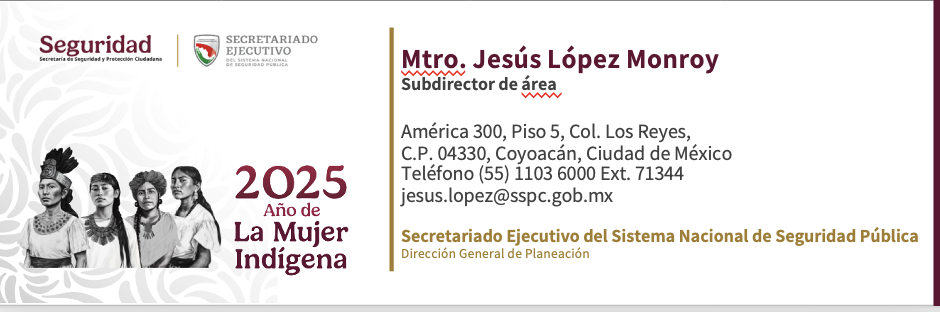 Seguridad
Secretaría de Seguridad y Protección Ciudadana
SECRETARIADO
EJECUTIVO
DEL SISTEMA NACIONAL
DE SEGURIDAD PÚBLICA
2025
Año de
La Mujer
Indígena
Mtro. Jesús López Monroy
Subdirector de área
América 300, Piso 5, Col. Los Reyes,
C.P. 04330, Coyoacán, Ciudad de México
Teléfono (55) 1103 6000 Ext. 71344
jesus.lopez@sspc.gob.mx
Secretariado Ejecutivo del Sistema Nacional de Seguridad Pública
Dirección General de Planeación